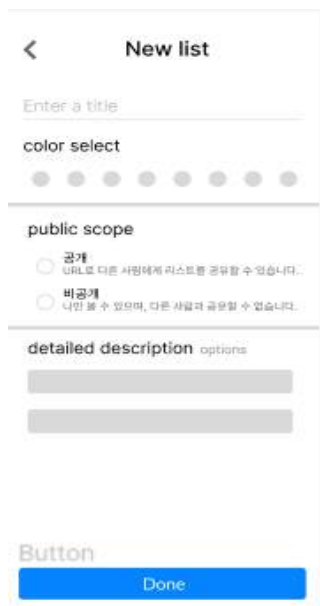 New list
Enter a title
color select
public scope
공개
URL로 다른 사람에게 리스트를 공유할 수 있습니다.
비공개
나만 볼 수 있으며, 다른 사람과 공유할 수 없습니다.
detailed description options
Button
Done